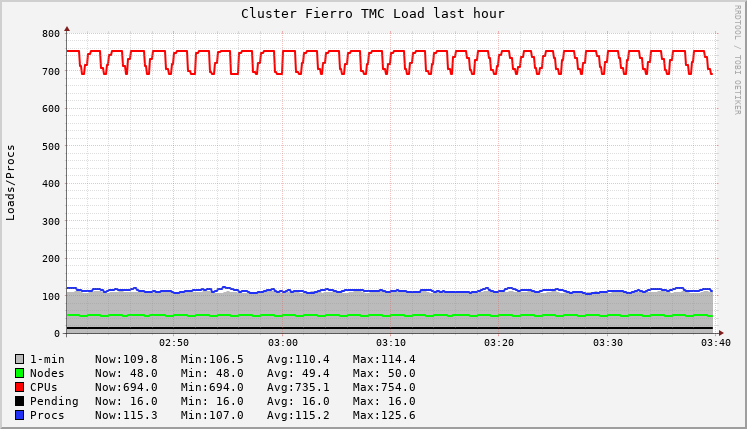 Cluster Fierro TMC Load last hour
RRDTOOL / TOBI OETIKER
Loads/Procs
800
700
600
500
400
300
200
100
0
02:50 03:00 03:10 03:20 03:30 03:40
1-min Now:109.8 Min:106.5 Avg:110.4 Max:114.4
Nodes Now: 48.0 Min: 48.0 Avg: 49.4 Max: 50.0
CPUs Now:694.0 Min:694.0 Avg:735.1 Max:754.0
Pending Now: 16.0 Min: 16.0 Avg: 16.0 Max: 16.0
Procs Now:115.3 Min:107.0 Avg:115.2 Max:125.6